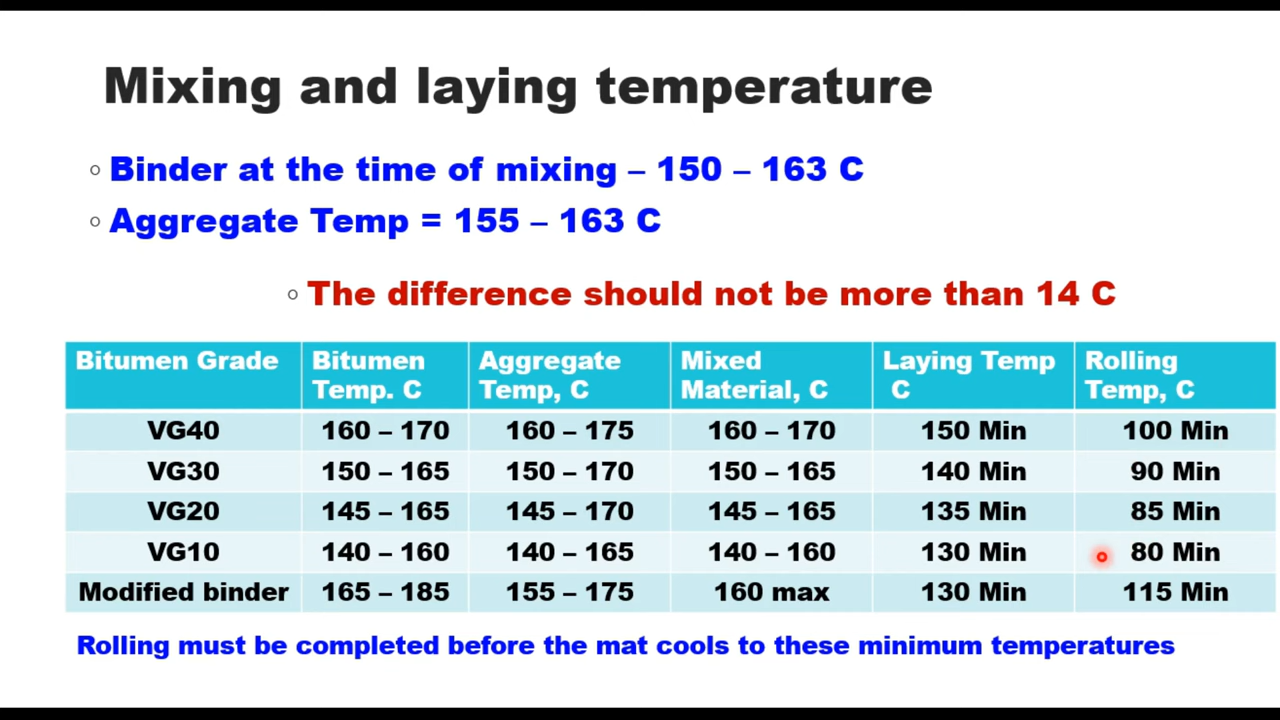 Mixing and laying temperature
Binder at the time of mixing – 150 – 163 C
Aggregate Temp = 155 – 163 C
The difference should not be more than 14 C
Bitumen Grade Bitumen Temp. C Aggregate Temp, C Mixed Material, C Laying Temp C Rolling Temp, C
VG40 160 – 170 160 – 175 160 – 170 150 Min 100 Min
VG30 150 – 165 150 – 170 150 – 165 140 Min 90 Min
VG20 145 – 165 145 – 170 145 – 165 135 Min 85 Min
VG10 140 – 160 140 – 165 140 – 160 130 Min 80 Min
Modified binder 165 – 185 155 – 175 160 max 130 Min 115 Min
Rolling must be completed before the mat cools to these minimum temperatures